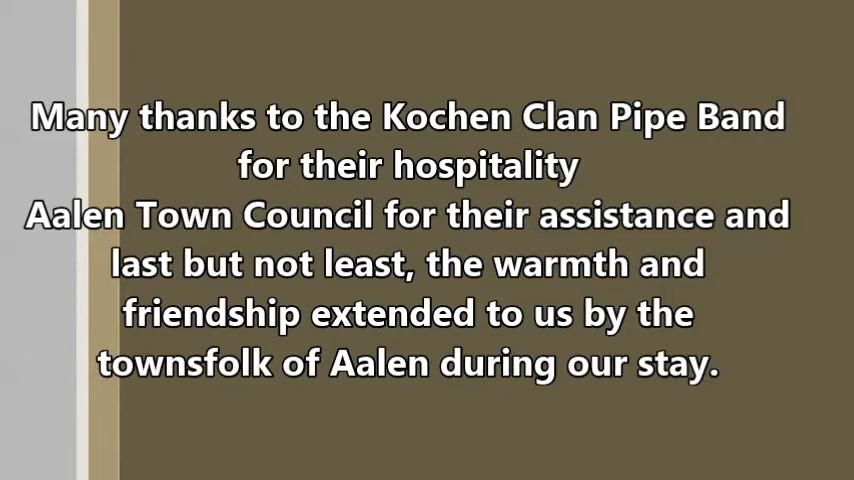 Many thanks to the Kochen Clan Pipe Band
for their hospitality
Aalen Town Council for their assistance and
last but not least, the warmth and
friendship extended to us by the
townsfolk of Aalen during our stay.